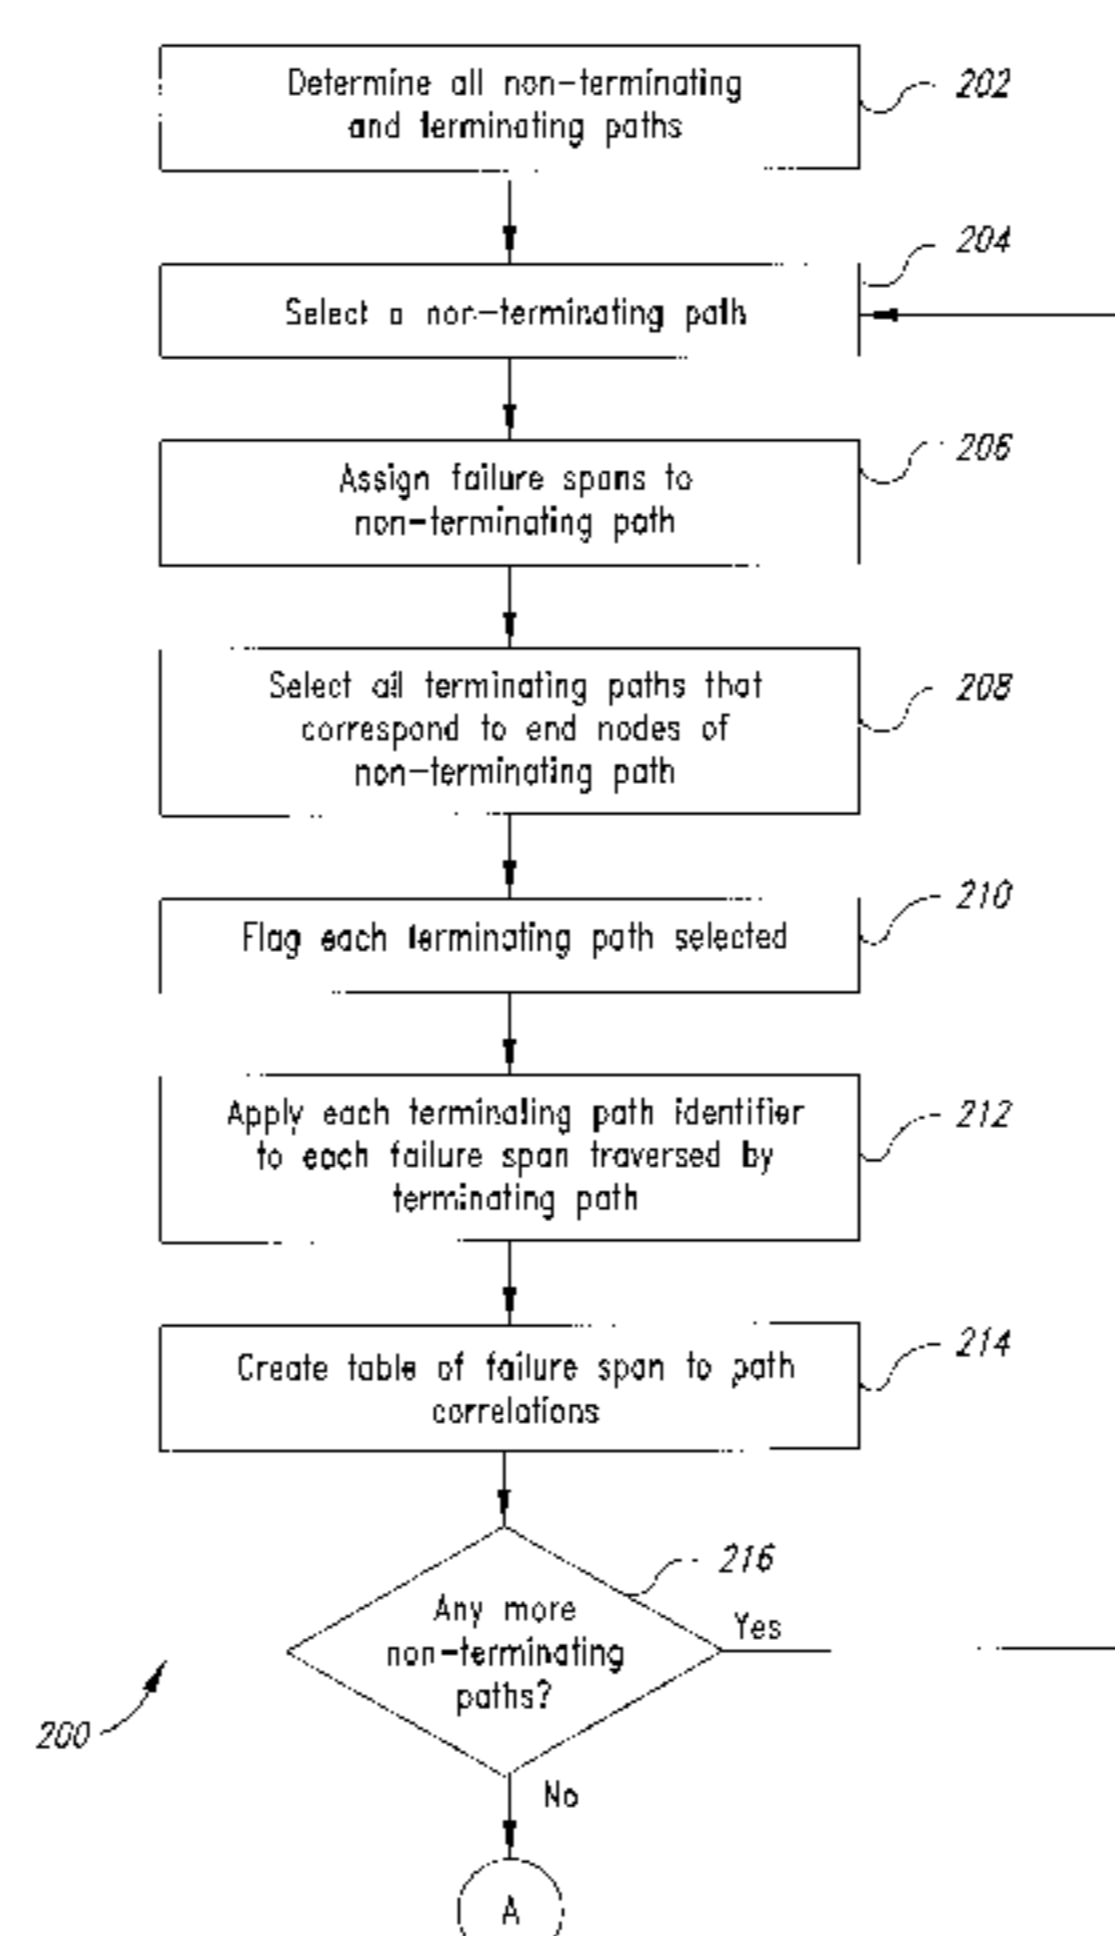 Determine all non-terminating
and terminating paths
202
204
Select a non-terminating path
206
Assign failure spans to
non-terminating path
Select all terminating paths that
correspond to end nodes of
non-terminating path
208
210
Flag each terminating path selected
Apply each terminating path identifier
to each failure span traversed by
terminating path
212
214
Create table of failure span to path
correlations
216
Any more
non-terminating
paths?
Yes
200
No
A